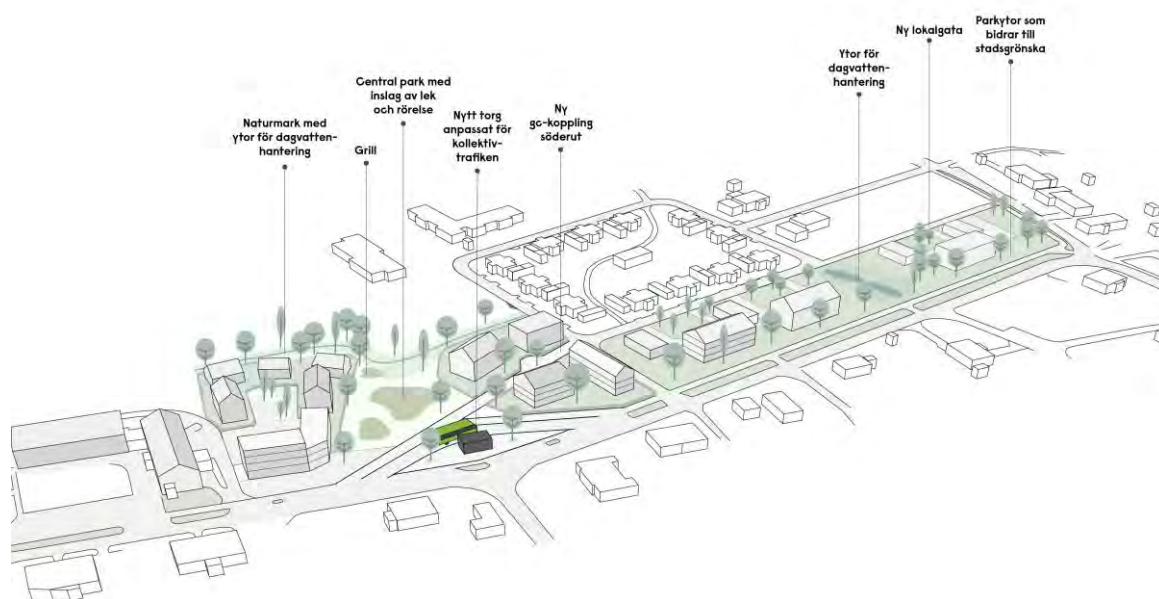 Naturmark med
ytor för dagvatten-
hantering
Grill
Central park med
inslag av lek
och rörelse
Nytt torg
anpassat för
kollektiv-
trafiken
Ny
gc-koppling
söderut
Ytor för
dagvatten-
hantering
Ny lokalgata
Parkytor som
bidrar till
stadsgrönska